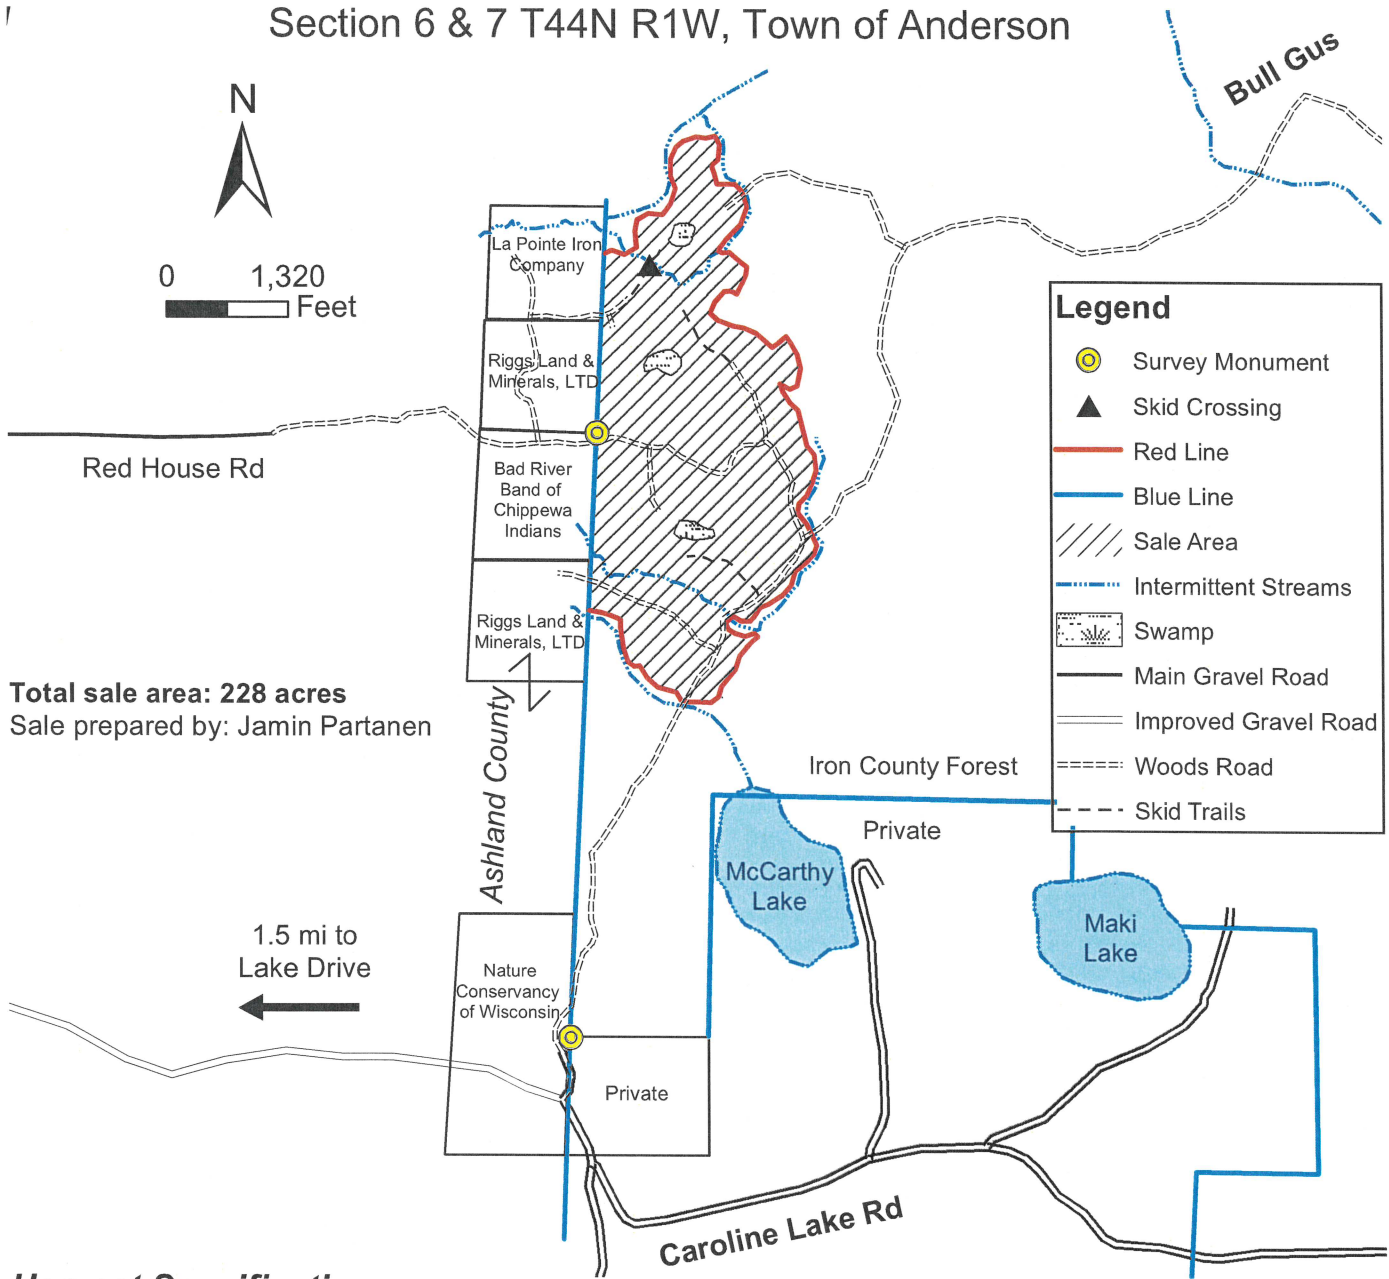 Section 6 & 7 T44N R1W, Town of Anderson
Bull Gus
N
0 1,320
Feet
La Pointe Iron
Company
Riggs Land &
Minerals, LTD
Red House Rd
Bad River
Band of
Chippewa
Indians
Riggs Land &
Minerals, LTD
Total sale area: 228 acres
Sale prepared by: Jamin Partanen
Ashland County
Legend
Survey Monument
Skid Crossing
Red Line
Blue Line
Sale Area
Intermittent Streams
Swamp
Main Gravel Road
Improved Gravel Road
Woods Road
Skid Trails
Iron County Forest
Private
McCarthy
Lake
Maki
Lake
1.5 mi to
Lake Drive
Nature
Conservancy
of Wisconsin
Private
Caroline Lake Rd